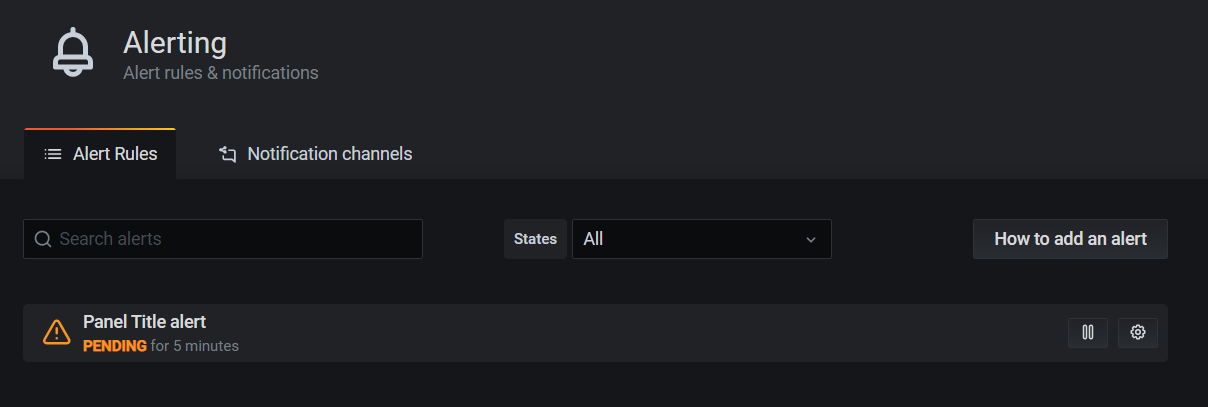 Alerting
Alert rules & notifications
Alert Rules
Notification channels
Search alerts
States
All
How to add an alert
Panel Title alert
PENDING for 5 minutes